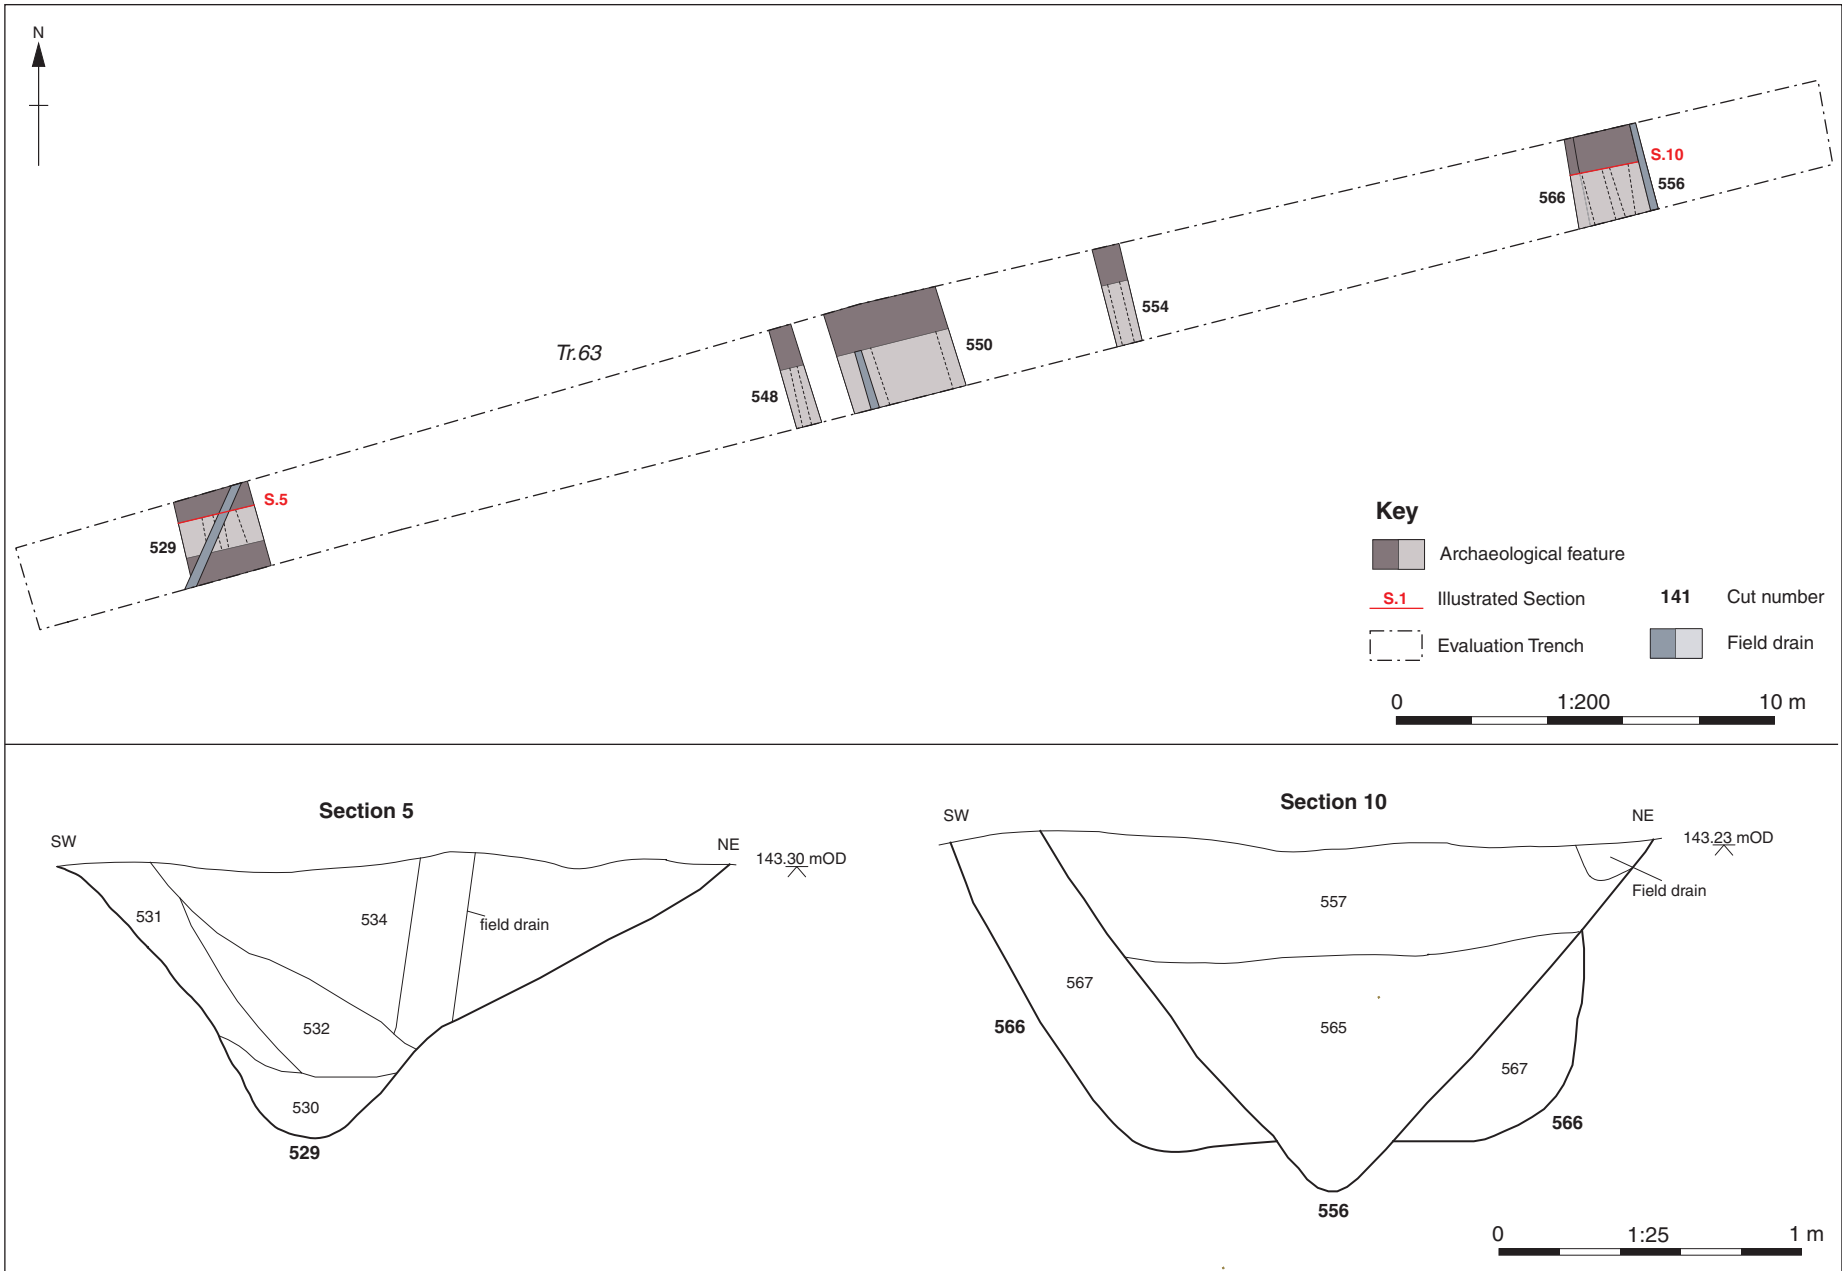 N
Tr.63
S.10
566
556
554
550
548
S.5
529
Key
Archaeological feature
S.1 Illustrated Section
141 Cut number
Evaluation Trench
Field drain
0 1:200 10 m
Section 5
SW
NE
143.30 mOD
531
534
field drain
532
530
529
Section 10
SW
NE
143.23 mOD
Field drain
557
567
566
565
567
566
556
0 1:25 1 m